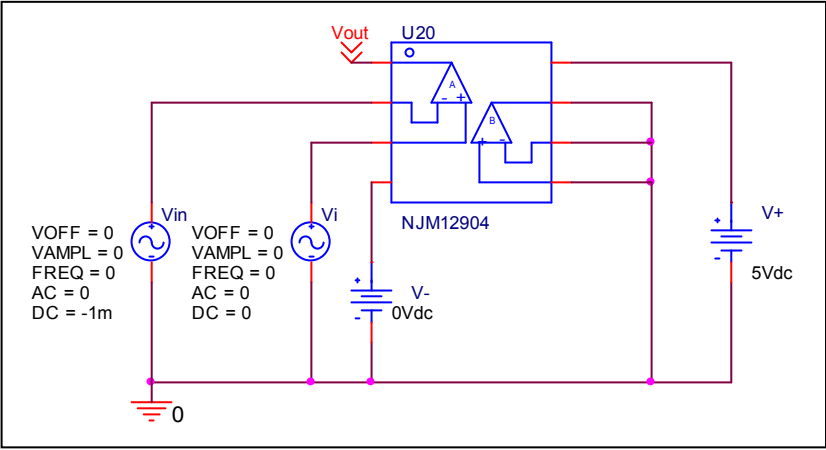 Vout
U20
A
- +
B
+ -
NJM12904
Vin
VOFF = 0
VAMPL = 0
FREQ = 0
AC = 0
DC = -1m
Vi
VOFF = 0
VAMPL = 0
FREQ = 0
AC = 0
DC = 0
V-
0Vdc
V+
5Vdc
0